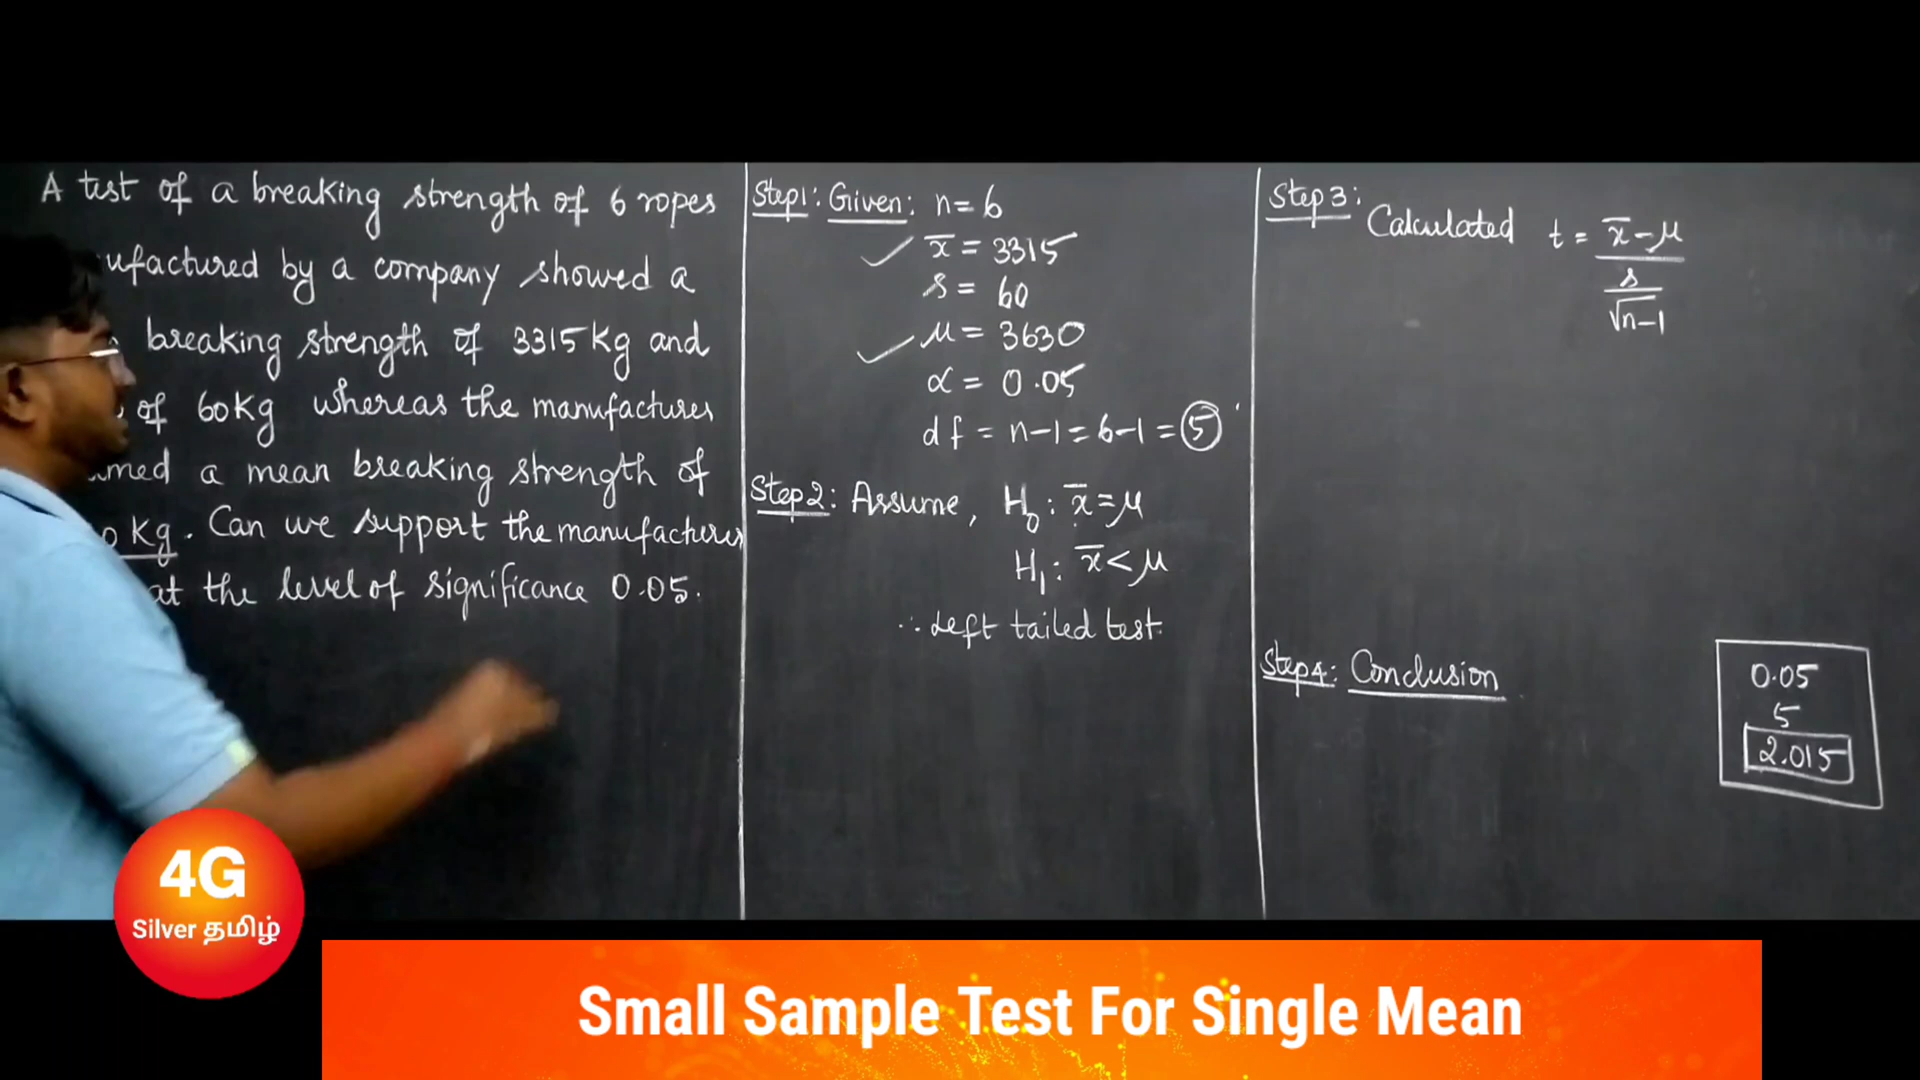 A test of a breaking strength of 6 ropes
ufactured by a company showed a
breaking strength of 3315 kg and
of 60Kg whereas the manufacturer
med a mean breaking strength of
0 Kg. Can we support the manufacturer
at the level of significance 0.05.
Step1: Given: n=6
x̄ = 3315
s = 60
μ = 3630
α = 0.05
df = n-1 = 6-1 = 5
Step2: Assume, H₀: x̄=μ
H₁: x̄<μ
∴ Left tailed test.
Step3:
Calculated t = x̄-μ
s
√n-1
Step4: Conclusion
0.05
5
2.015
4G
Silver தமிழ்
Small Sample Test For Single Mean